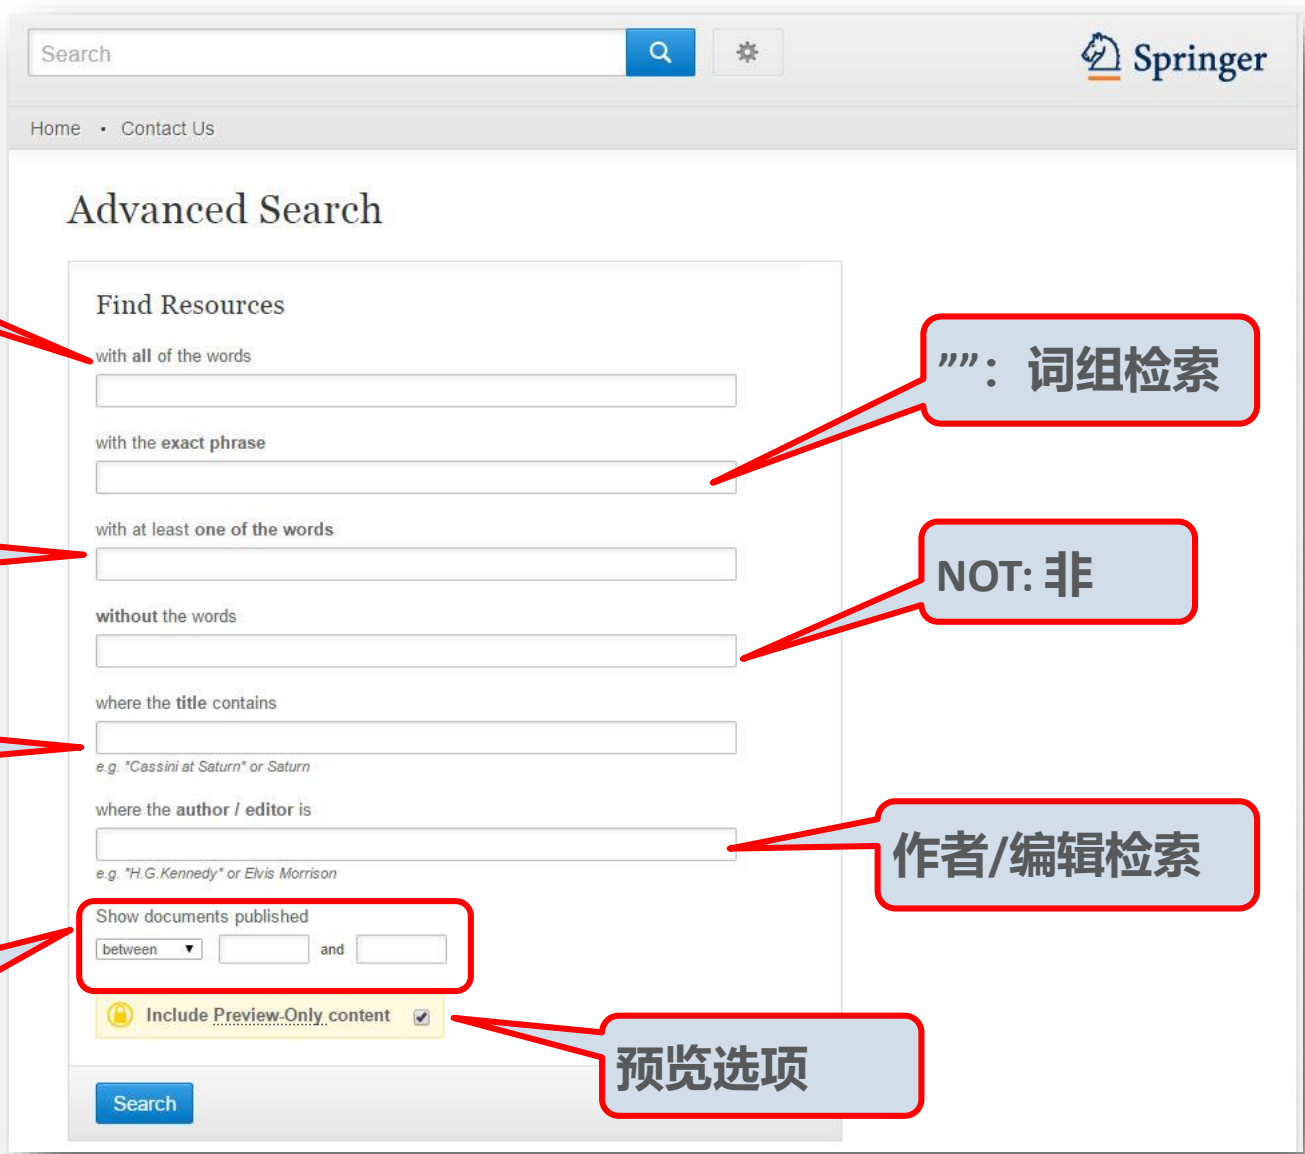 Search
Springer
Home • Contact Us
Advanced Search
Find Resources
with all of the words
””：词组检索
with the exact phrase
with at least one of the words
NOT: 非
without the words
where the title contains
e.g. "Cassini at Saturn" or Saturn
where the author / editor is
作者/编辑检索
e.g. "H.G.Kennedy" or Elvis Morrison
Show documents published
between and
Include Preview-Only content
预览选项
Search